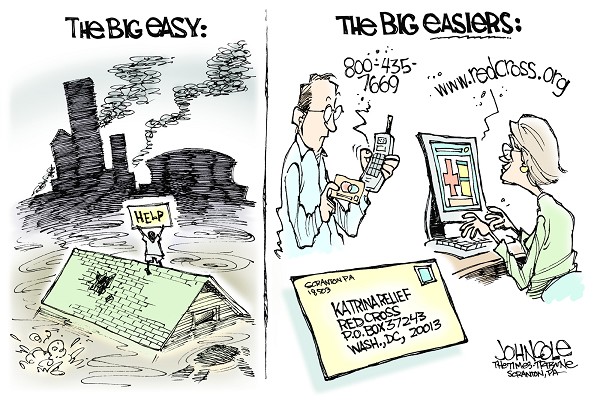 THE BIG EASY:
HELP
THE BIG EASIERS:
800-435-
7669
www.redcross.org
SCRANTON PA
18503
KATRINA RELIEF
RED CROSS
P.O. BOX 37243
WASH., DC, 20013
JOHN COLE
THE TIMES-TRIBUNE
SCRANTON, PA